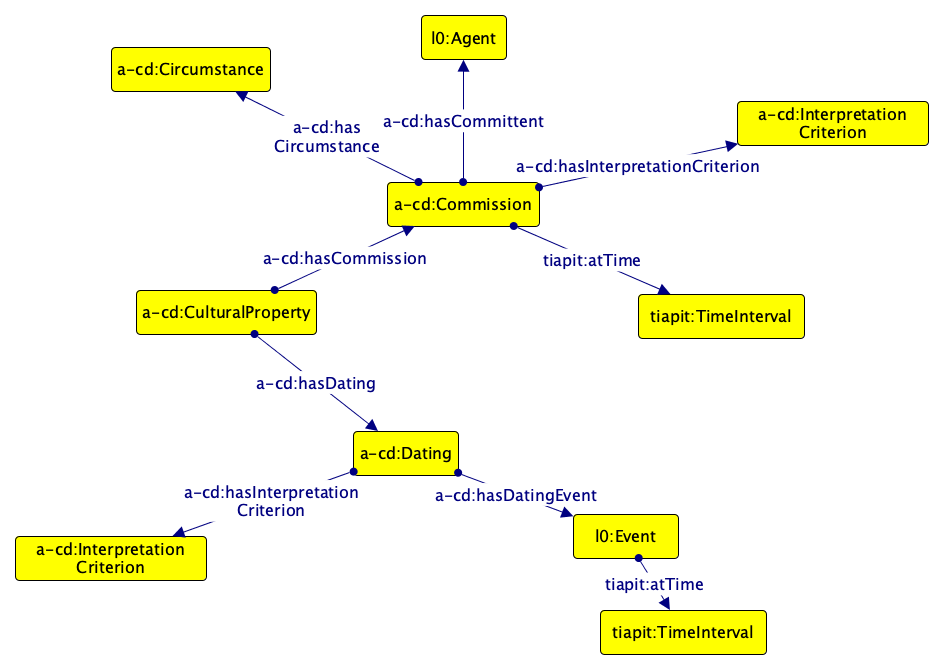 l0:Agent
a-cd:Circumstance
a-cd:Interpretation
Criterion
a-cd:hasCommittent
a-cd:has
Circumstance
a-cd:hasInterpretationCriterion
a-cd:Commission
a-cd:hasCommission
tiapit:atTime
a-cd:CulturalProperty
tiapit:TimeInterval
a-cd:hasDating
a-cd:Dating
a-cd:hasInterpretation
Criterion
a-cd:hasDatingEvent
a-cd:Interpretation
Criterion
l0:Event
tiapit:atTime
tiapit:TimeInterval